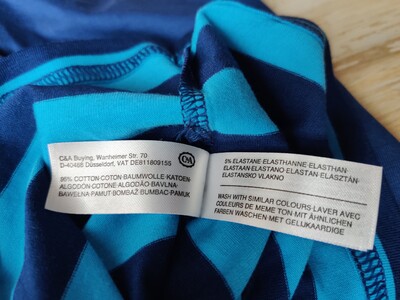 C&A Buying, Wanheimer Str. 70
D-40468 Düsseldorf, VAT DE811809155
C&A
95% COTTON COTON-BAUMWOLLE-KATOEN-
ALGODÓN COTONE-ALGODÃO-BAVLNA-
BAWEŁNA-PAMUT-BOMBAŽ BUMBAC-PAMUK
5% ELASTANE ELASTHANNE-ELASTHAN-
ELASTAAN-ELASTANO ELASTAN-ELASZTÁN-
ELASTANSKO VLAKNO
WASH WITH SIMILAR COLOURS-LAVER AVEC
COULEURS DE MEME TON MIT ÄHNLICHEN
FARBEN WASCHEN MET GELIJKAARDIGE